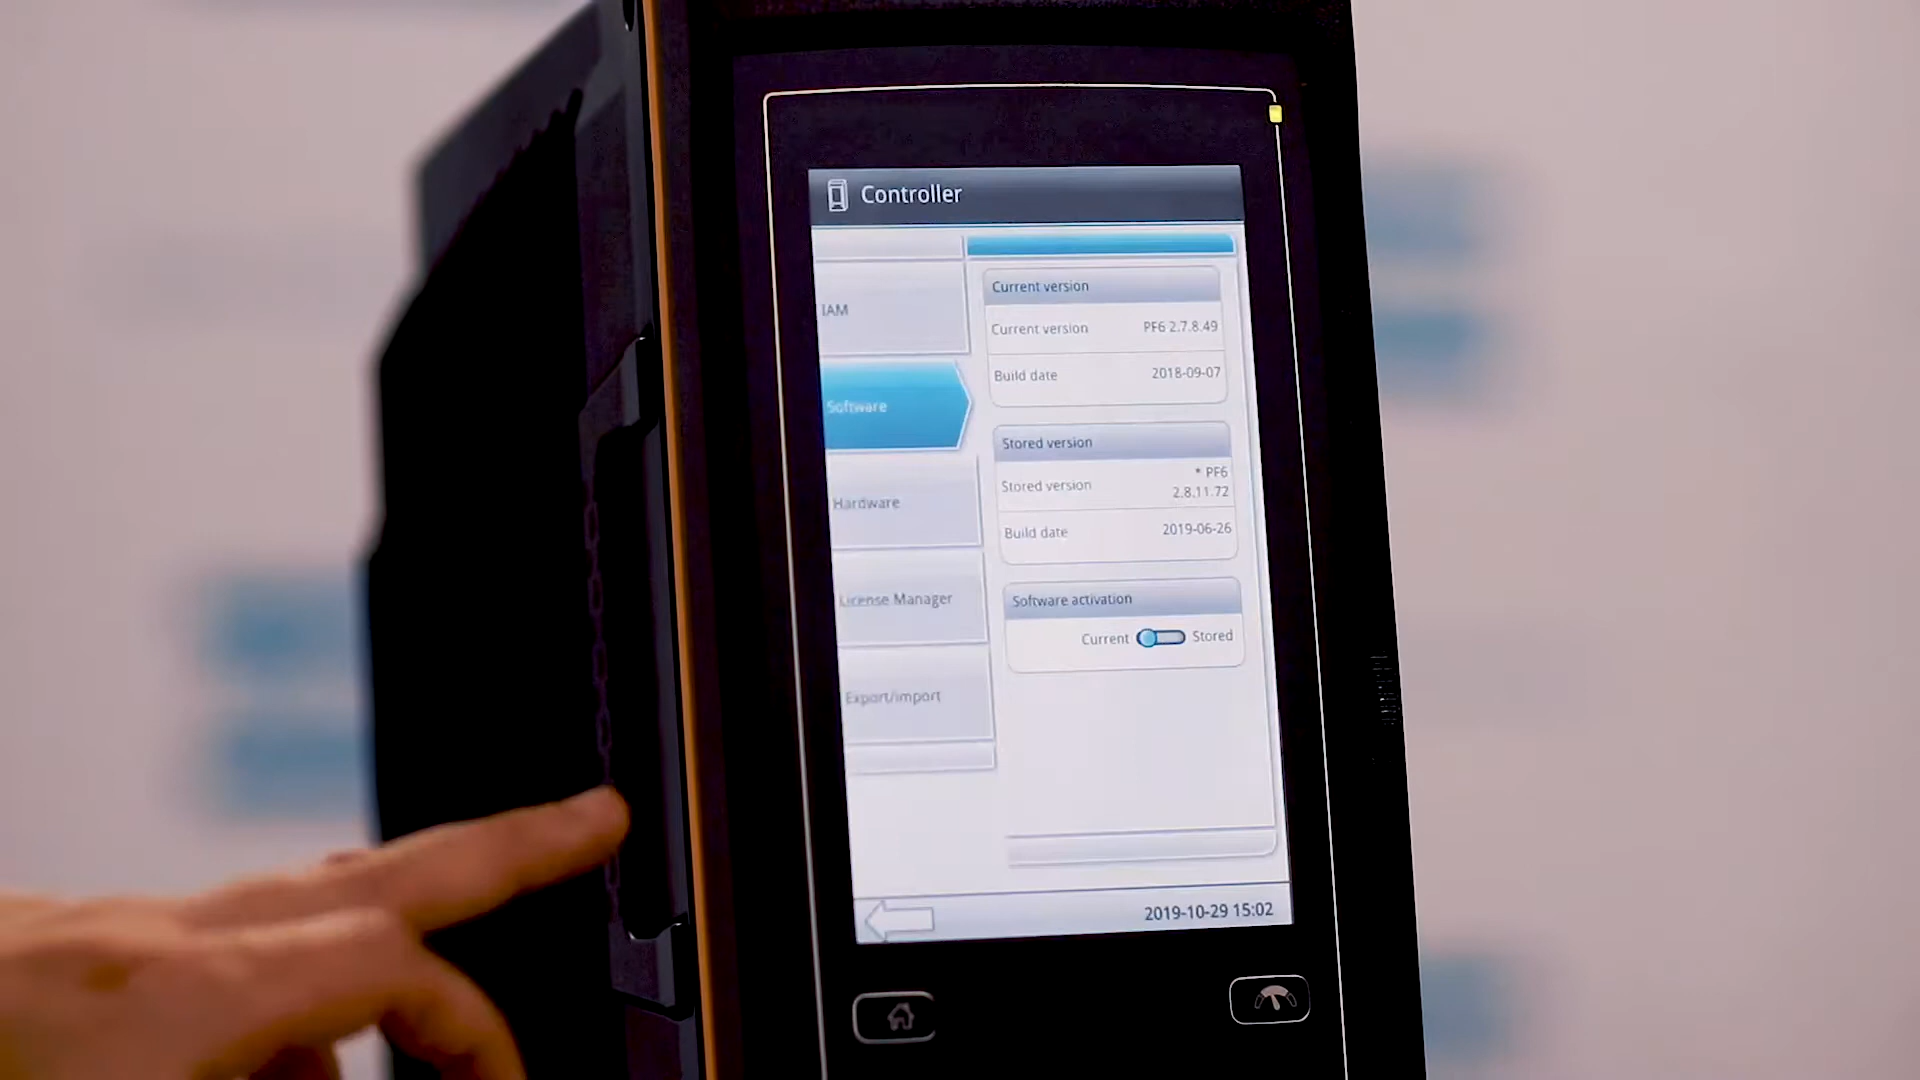 Controller
IAM
Software
Hardware
License Manager
Export/import
Current version
Current version PF6 2.7.8.49
Build date 2018-09-07
Stored version
* PF6
Stored version 2.8.11.72
Build date 2019-06-26
Software activation
Current Stored
2019-10-29 15:02